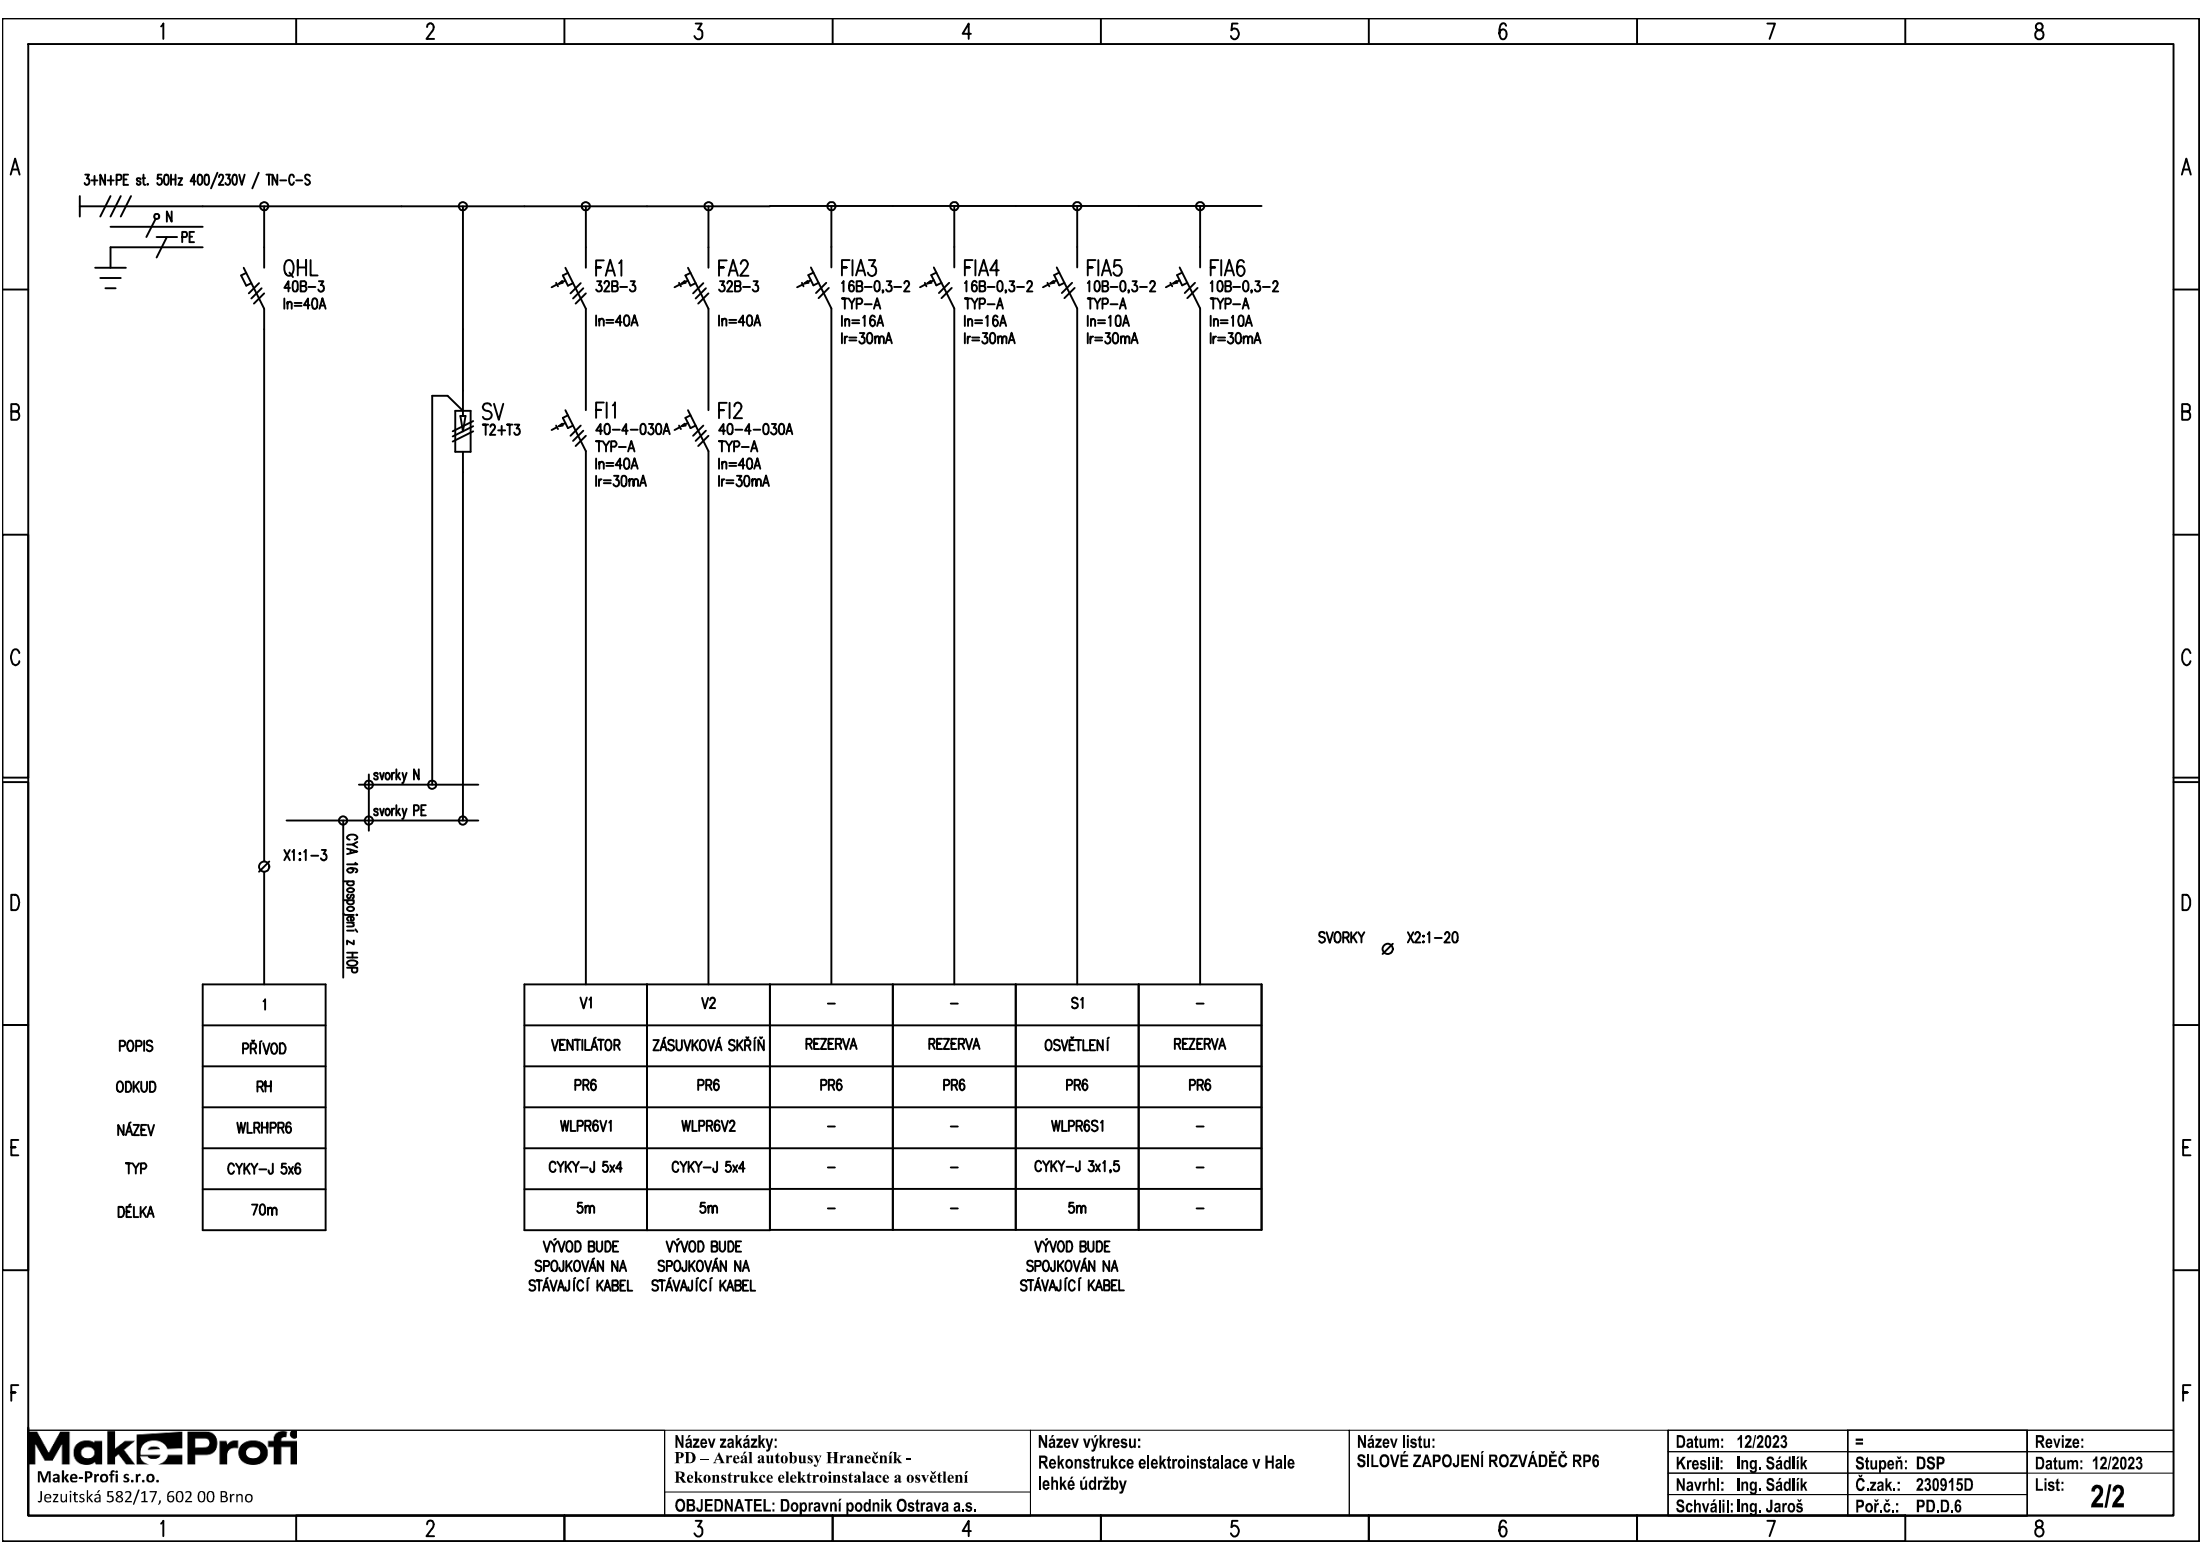 1 2 3 4 5 6 7 8
A A
3+N+PE st. 50Hz 400/230V / TN-C-S
N
PE
QHL
40B-3
In=40A
FA1
32B-3
In=40A
FA2
32B-3
In=40A
FIA3
16B-0,3-2
TYP-A
In=16A
Ir=30mA
FIA4
16B-0,3-2
TYP-A
In=16A
Ir=30mA
FIA5
10B-0,3-2
TYP-A
In=10A
Ir=30mA
FIA6
10B-0,3-2
TYP-A
In=10A
Ir=30mA
B B
SV
T2+T3
FI1
40-4-030A
TYP-A
In=40A
Ir=30mA
FI2
40-4-030A
TYP-A
In=40A
Ir=30mA
C C
svorky N
svorky PE
X1:1-3
CYA 16 pospojení z HOP
D D
SVORKY X2:1-20
1 V1 V2 - - S1 -
POPIS PŘÍVOD VENTILÁTOR ZÁSUVKOVÁ SKŘÍŇ REZERVA REZERVA OSVĚTLENÍ REZERVA
ODKUD RH PR6 PR6 PR6 PR6 PR6 PR6
NÁZEV WLRHPR6 WLPR6V1 WLPR6V2 - - WLPR6S1 -
E E
TYP CYKY-J 5x6 CYKY-J 5x4 CYKY-J 5x4 - - CYKY-J 3x1,5 -
DÉLKA 70m 5m 5m - - 5m -
VÝVOD BUDE
SPOJKOVÁN NA
STÁVAJÍCÍ KABEL
VÝVOD BUDE
SPOJKOVÁN NA
STÁVAJÍCÍ KABEL
VÝVOD BUDE
SPOJKOVÁN NA
STÁVAJÍCÍ KABEL
F F
Make-Profi
Make-Profi s.r.o.
Jezuitská 582/17, 602 00 Brno
Název zakázky:
PD – Areál autobusy Hranečník -
Rekonstrukce elektroinstalace a osvětlení
OBJEDNATEL: Dopravní podnik Ostrava a.s.
Název výkresu:
Rekonstrukce elektroinstalace v Hale
lehké údržby
Název listu:
SILOVÉ ZAPOJENÍ ROZVÁDĚČ RP6
Datum: 12/2023
Kreslil: Ing. Sádlík
Navrhl: Ing. Sádlík
Schválil: Ing. Jaroš
=
Stupeň: DSP
Č.zak.: 230915D
Poř.č.: PD.D.6
Revize:
Datum: 12/2023
List: 2/2
1 2 3 4 5 6 7 8